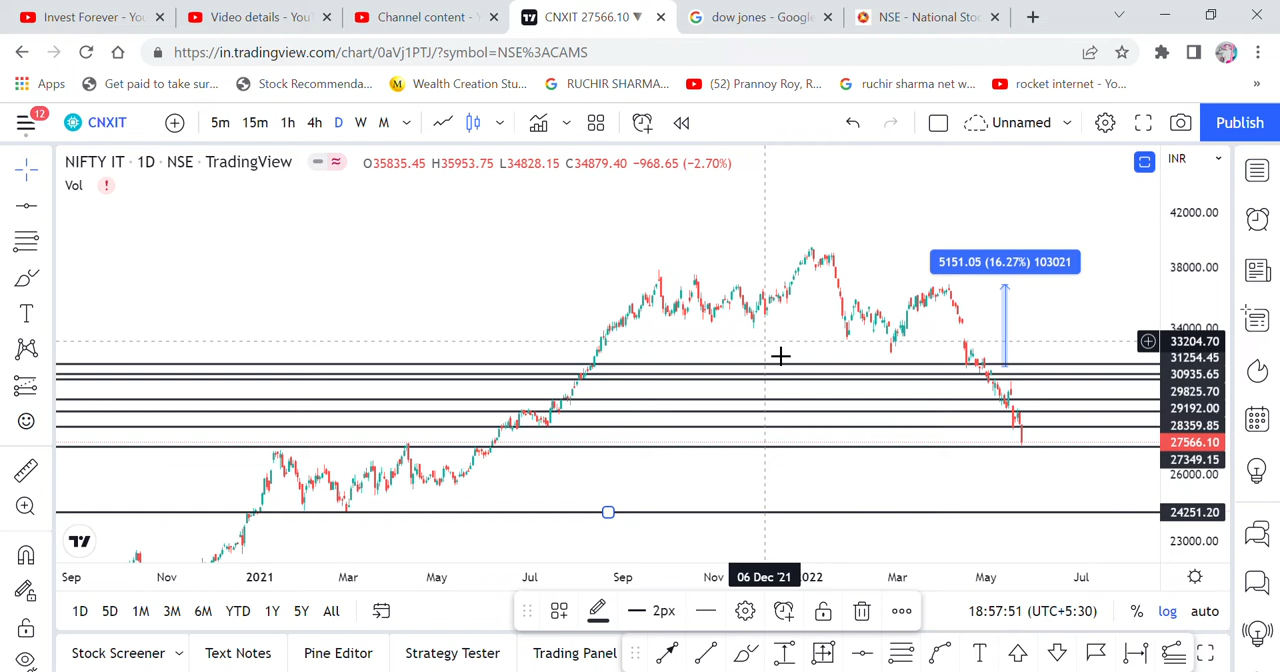 Invest Forever - YouT
Video details - YouT
Channel content -
CNXIT 27566.10 ▼
dow jones - Google
NSE - National Stoc
https://in.tradingview.com/chart/0aVj1PTJ/?symbol=NSE%3ACAMS
Apps
Get paid to take sur...
Stock Recommenda...
Wealth Creation Stu...
RUCHIR SHARMA...
(52) Prannoy Roy, R...
ruchir sharma net w...
rocket internet - Yo...
»
12
CNXIT
5m 15m 1h 4h D W M
Unnamed
Publish
NIFTY IT · 1D · NSE · TradingView
O35835.45 H35953.75 L34828.15 C34879.40 −968.65 (−2.70%)
INR
Vol
!
42000.00
5151.05 (16.27%) 103021
38000.00
34000.00
33204.70
31254.45
30935.65
29825.70
29192.00
28359.85
27566.10
27349.15
26000.00
24251.20
23000.00
Sep Nov 2021 Mar May Jul Sep Nov 06 Dec '21 2022 Mar May Jul
1D 5D 1M 3M 6M YTD 1Y 5Y All
2px
18:57:51 (UTC+5:30)
% log auto
Stock Screener
Text Notes
Pine Editor
Strategy Tester
Trading Panel